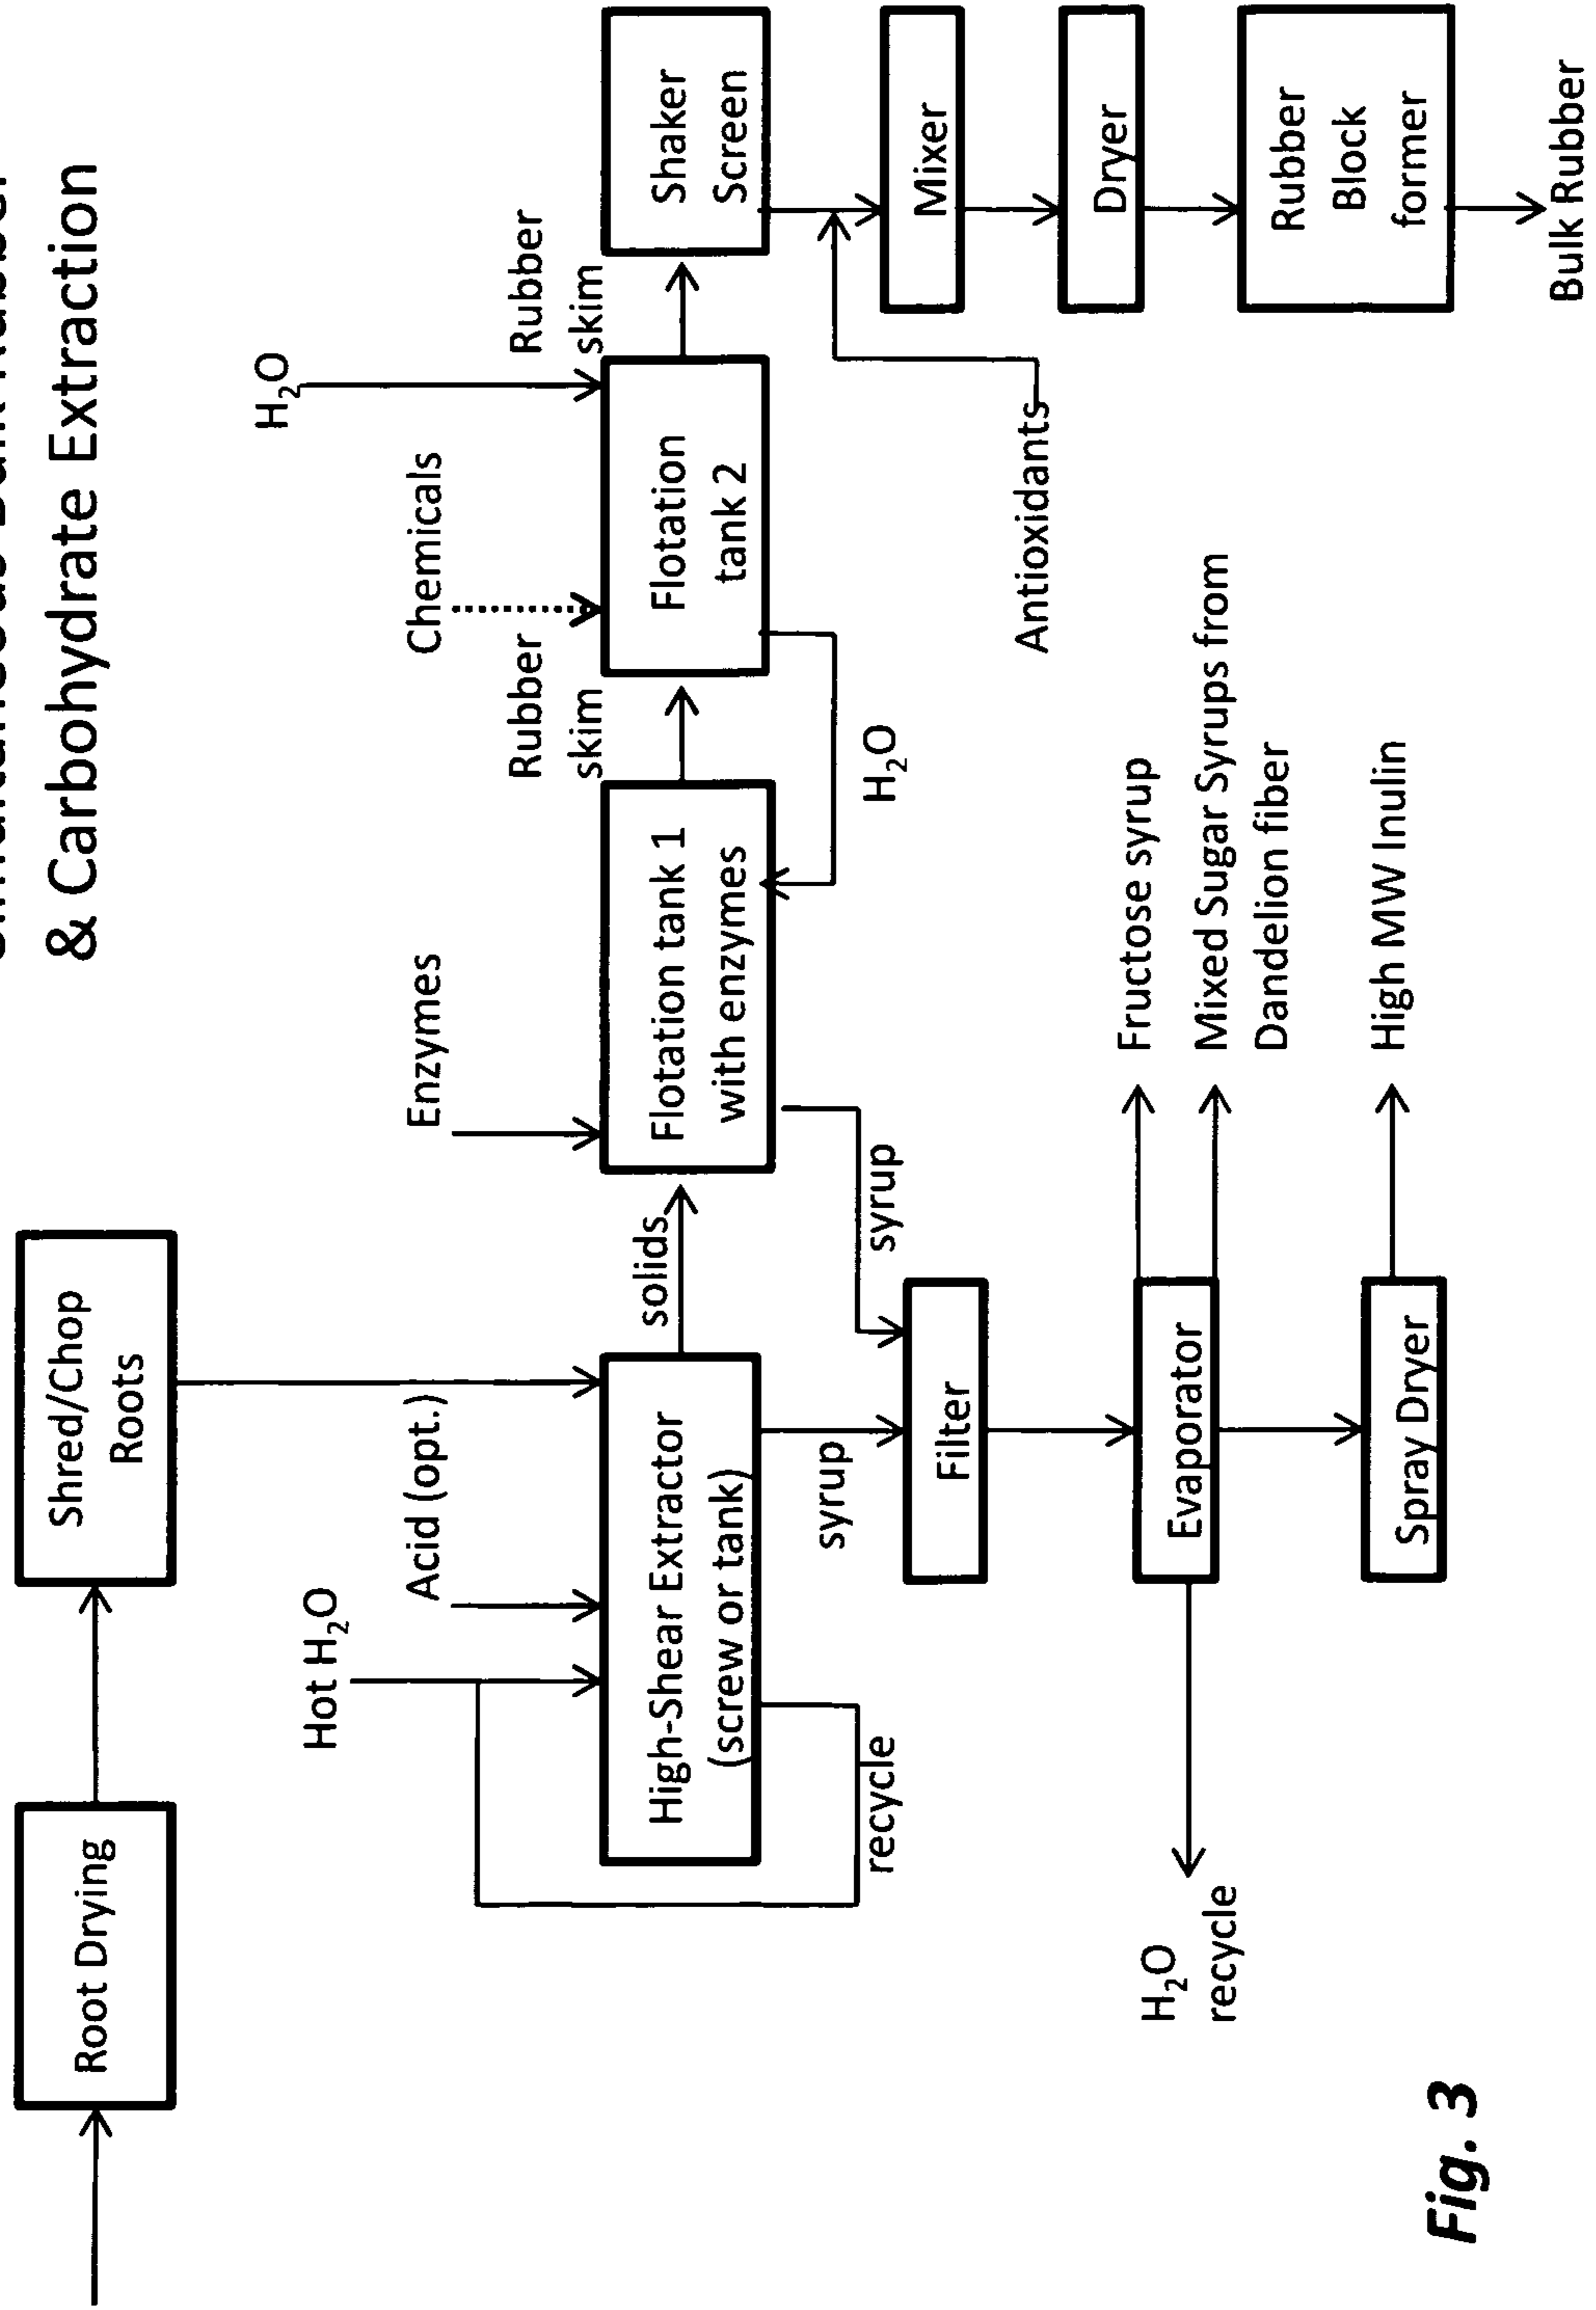 & Carbohydrate Extraction
Root Drying
Shred/Chop
Roots
Hot H₂O
Acid (opt.)
Enzymes
Chemicals
H₂O
High-Shear Extractor
(screw or tank)
solids
Flotation tank 1
with enzymes
Rubber
skim
Flotation
tank 2
Rubber
skim
Shaker
Screen
recycle
syrup
syrup
H₂O
Antioxidants
Mixer
Dryer
Rubber
Block
former
Bulk Rubber
Filter
Evaporator
H₂O
recycle
Fructose syrup
Mixed Sugar Syrups from
Dandelion fiber
Spray Dryer
High MW Inulin
Fig. 3